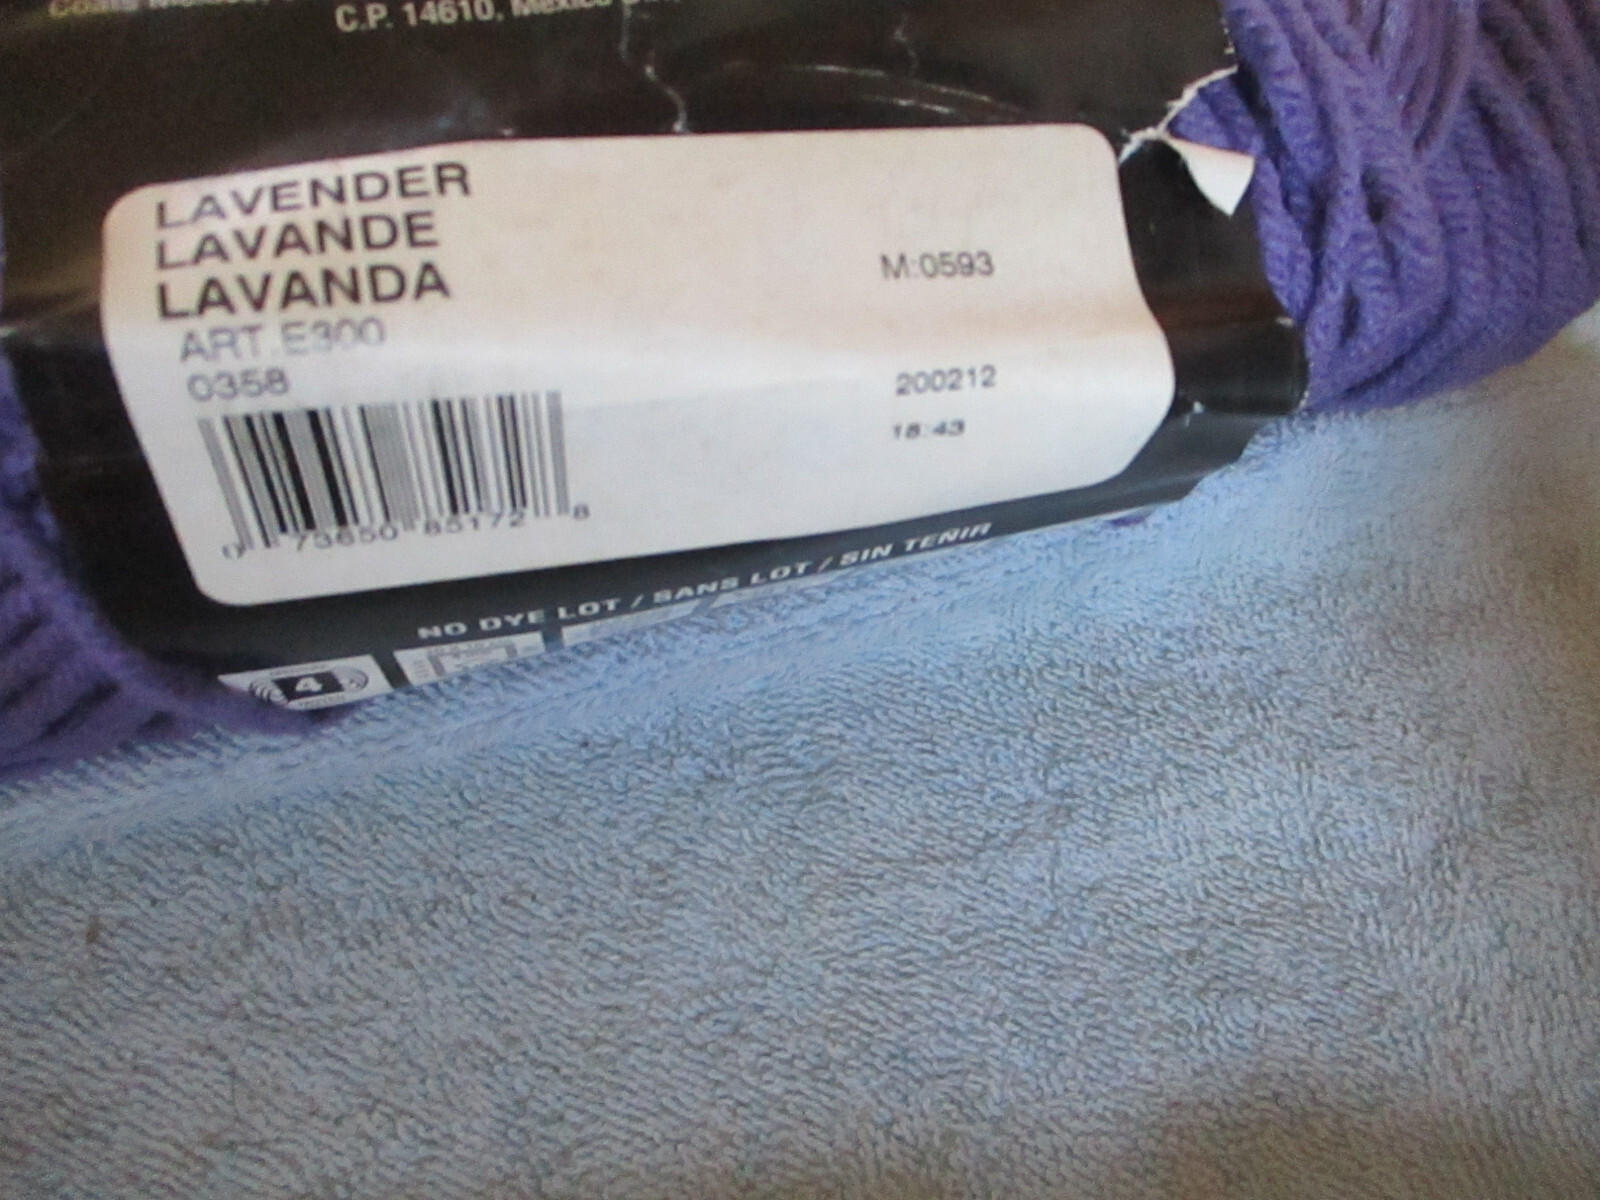 Coats
C.P. 14610, Mexico
LAVENDER
LAVANDE
LAVANDA
ART.E300
0358
M:0593
200212
18:43
0 73650 85172 8
NO DYE LOT / SANS LOT / SIN TEÑIR
4